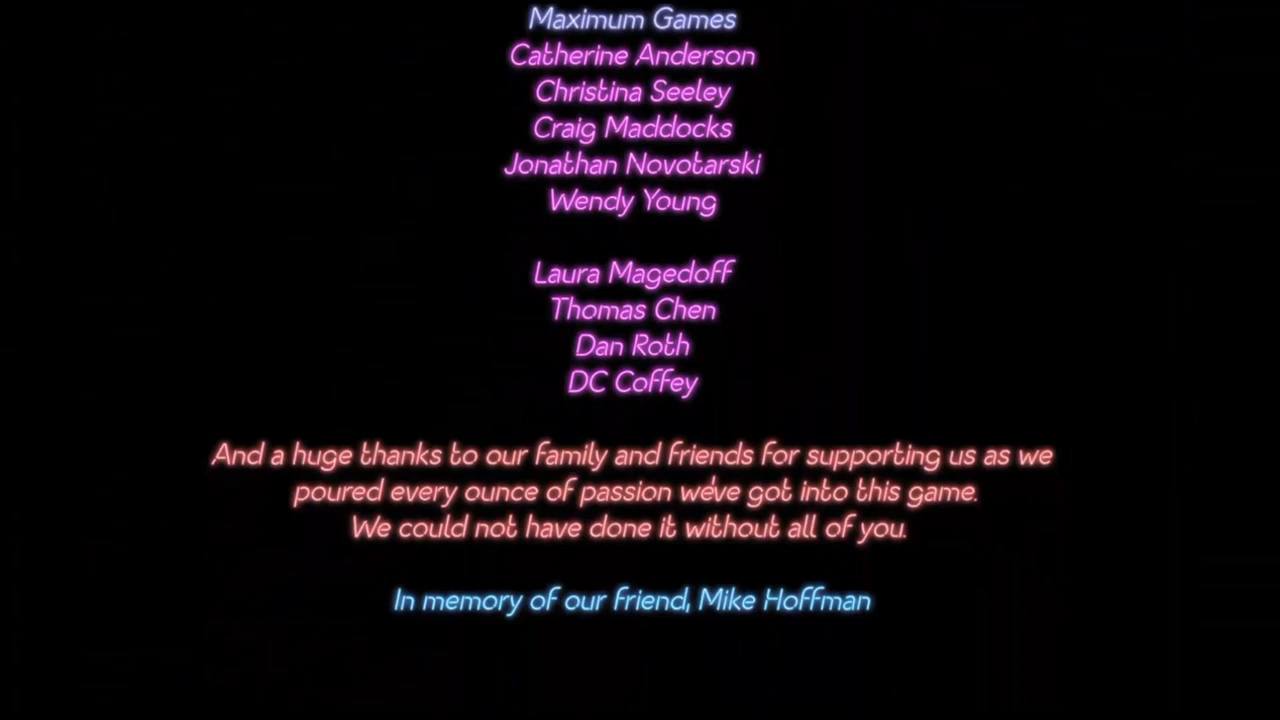 Maximum Games
Catherine Anderson
Christina Seeley
Craig Maddocks
Jonathan Novotarski
Wendy Young
Laura Magedoff
Thomas Chen
Dan Roth
DC Coffey
And a huge thanks to our family and friends for supporting us as we
poured every ounce of passion we've got into this game.
We could not have done it without all of you.
In memory of our friend, Mike Hoffman